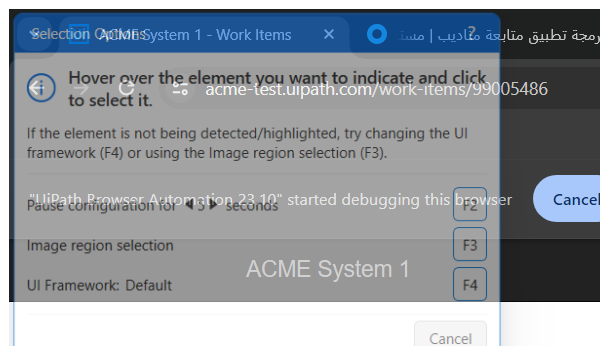 Selection Options
?
ACME System 1 - Work Items
برمجة تطبيق متابعة مناديب | مست
Hover over the element you want to indicate and click
to select it.
acme-test.uipath.com/work-items/99005486
If the element is not being detected/highlighted, try changing the UI
framework (F4) or using the Image region selection (F3).
"UiPath Browser Automation 23.10" started debugging this browser
Cancel
Pause configuration for 5 seconds
F2
Image region selection
F3
ACME System 1
UI Framework: Default
F4
Cancel